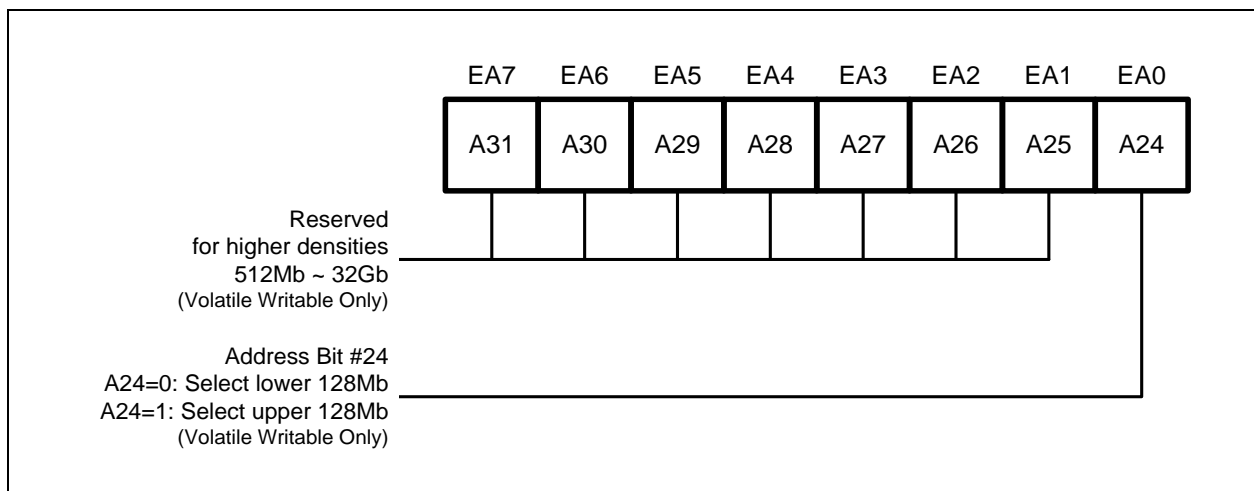 EA7 EA6 EA5 EA4 EA3 EA2 EA1 EA0
A31 A30 A29 A28 A27 A26 A25 A24
Reserved
for higher densities
512Mb ~ 32Gb
(Volatile Writable Only)
Address Bit #24
A24=0: Select lower 128Mb
A24=1: Select upper 128Mb
(Volatile Writable Only)